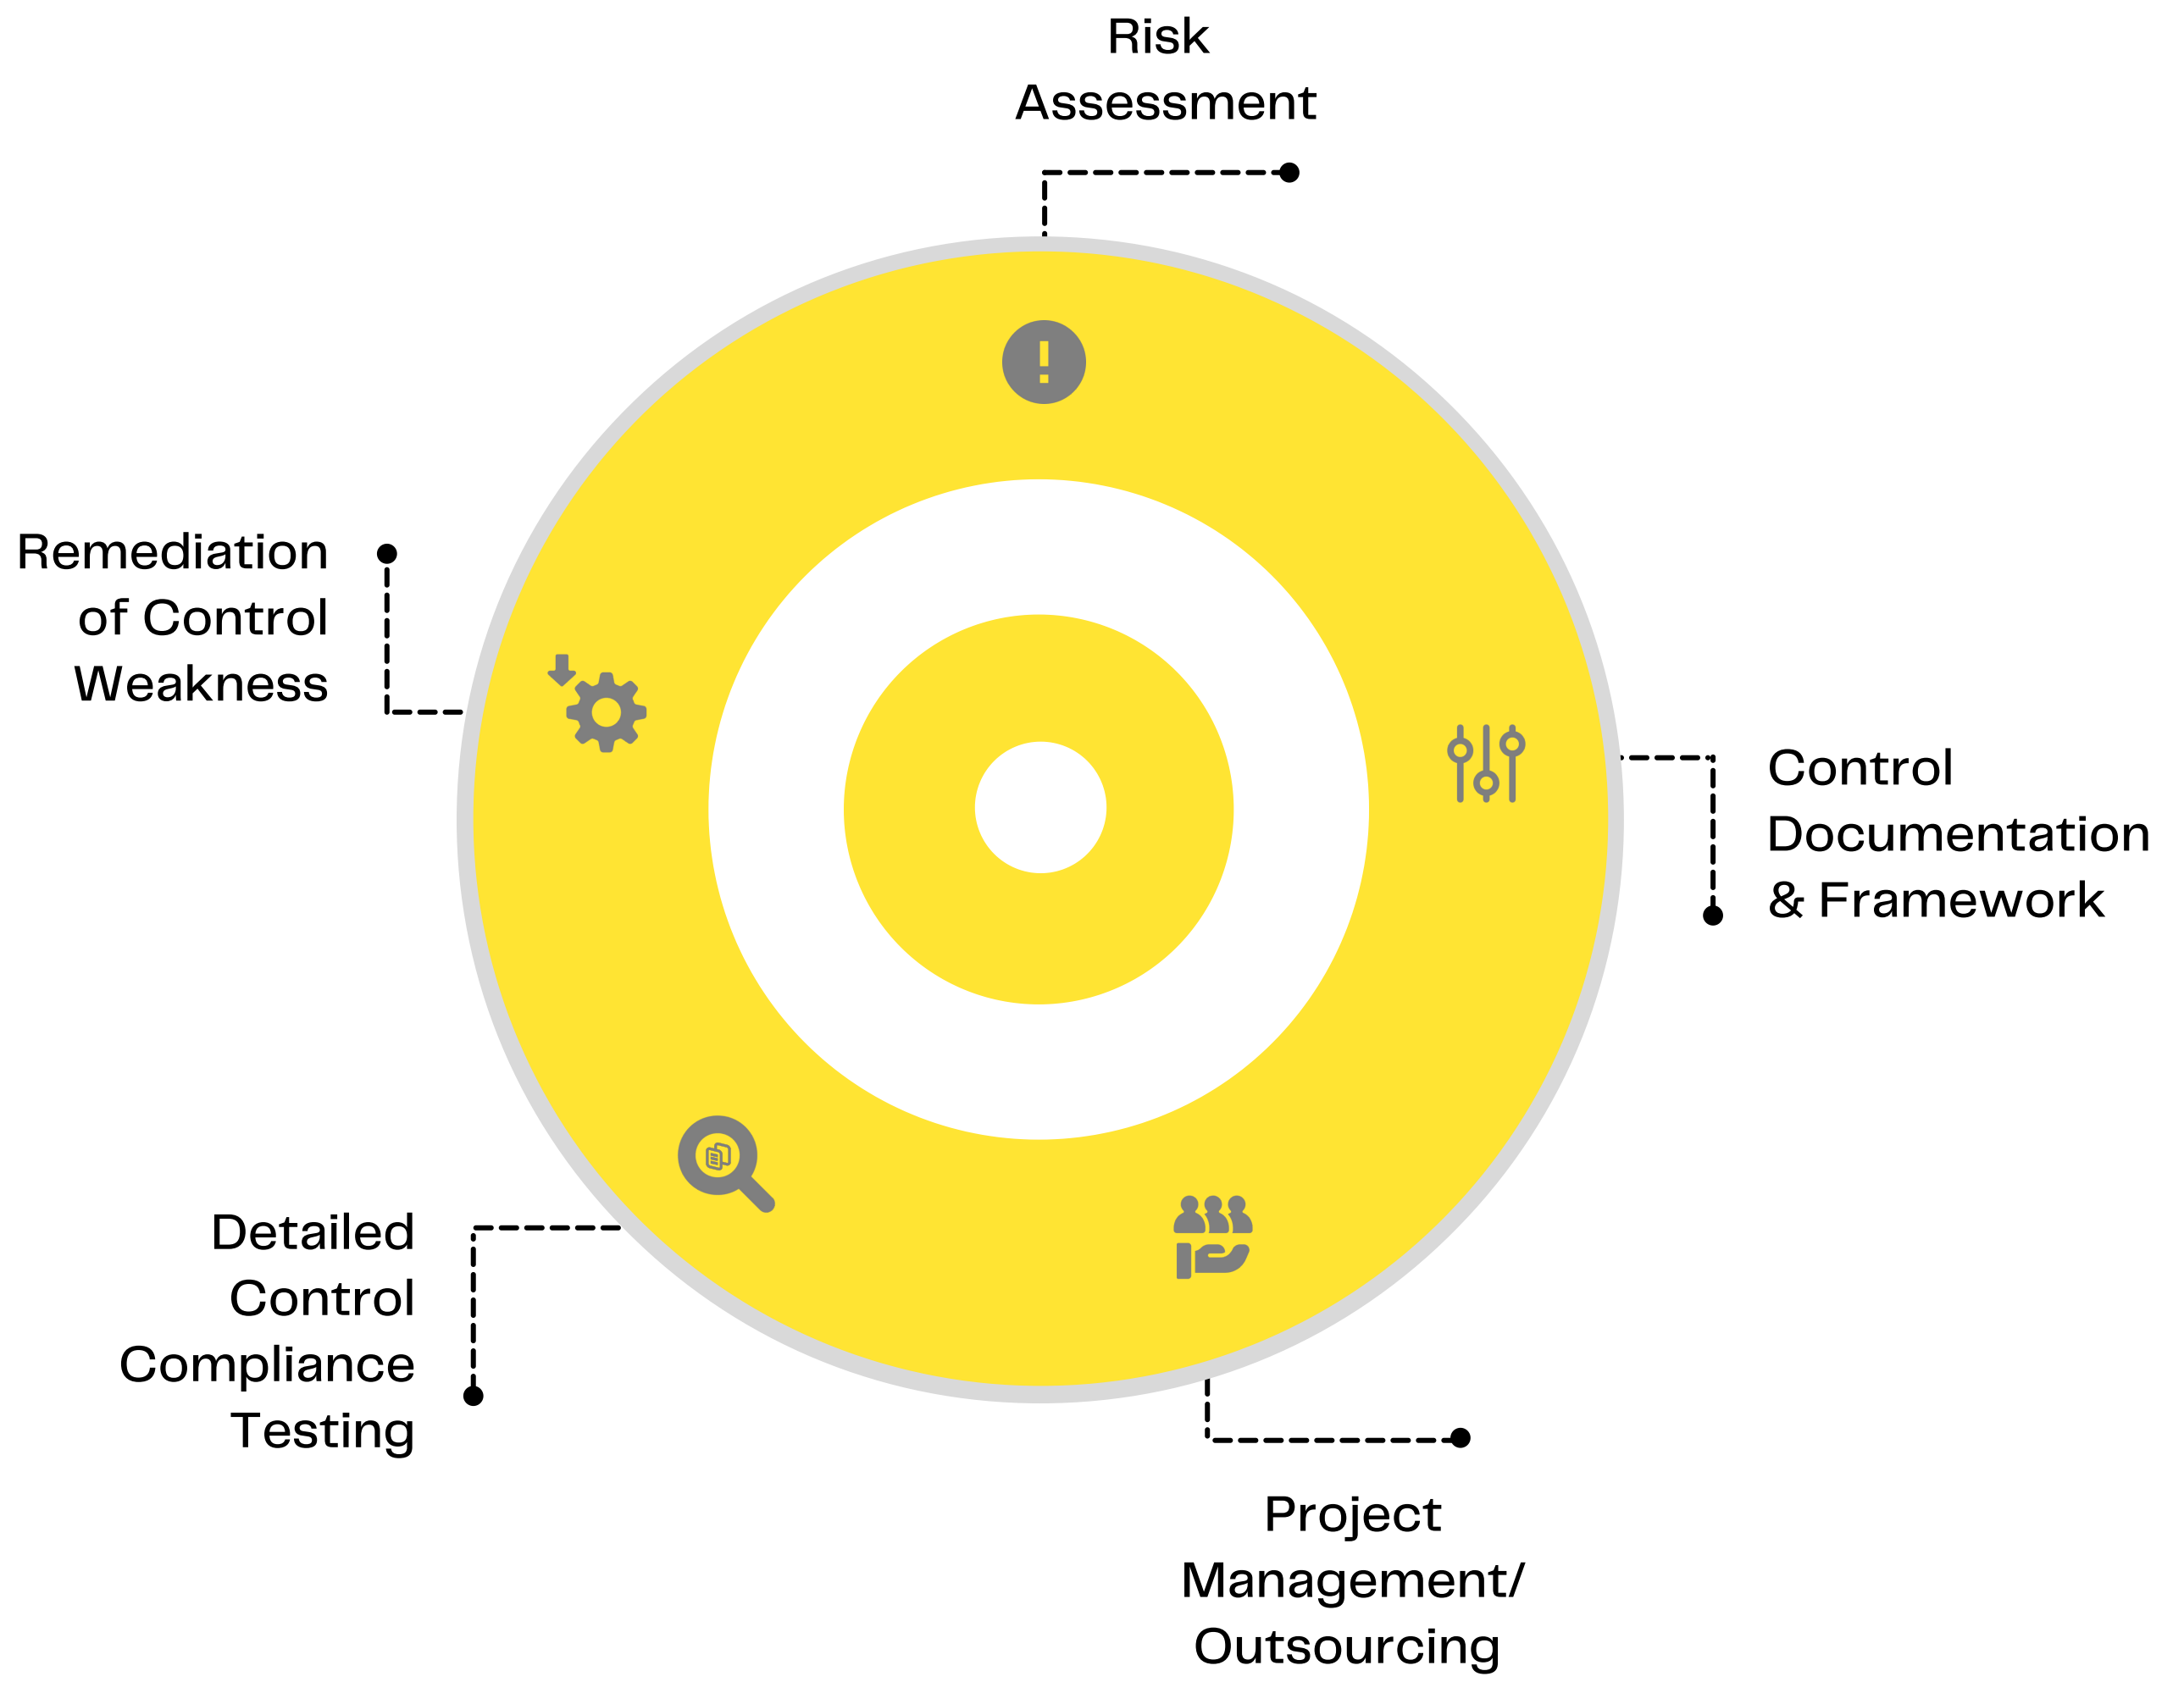 Risk
Assessment
Remediation
of Control
Weakness
Control
Documentation
& Framework
Detailed
Control
Compliance
Testing
Project
Management/
Outsourcing